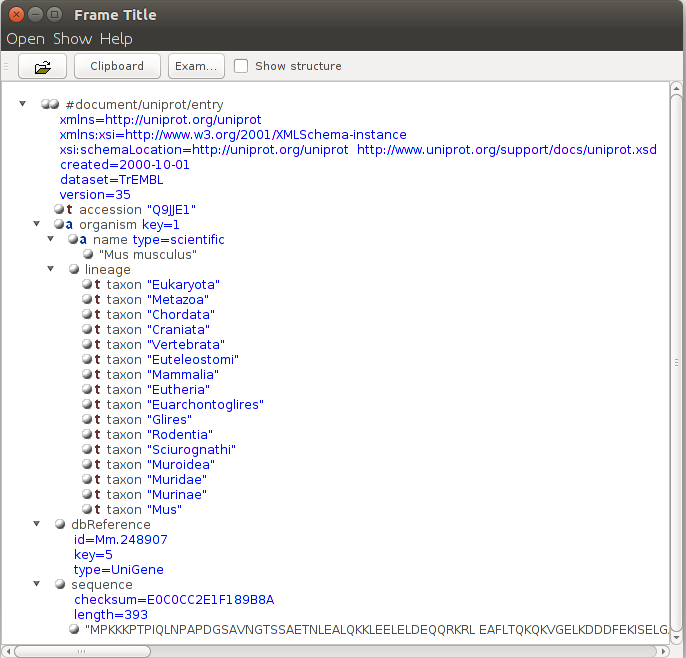 Frame Title
Open Show Help
Clipboard Exam... Show structure
#document/uniprot/entry
xmlns=http://uniprot.org/uniprot
xmlns:xsi=http://www.w3.org/2001/XMLSchema-instance
xsi:schemaLocation=http://uniprot.org/uniprot http://www.uniprot.org/support/docs/uniprot.xsd
created=2000-10-01
dataset=TrEMBL
version=35
t accession "Q9JJE1"
a organism key=1
a name type=scientific
"Mus musculus"
lineage
t taxon "Eukaryota"
t taxon "Metazoa"
t taxon "Chordata"
t taxon "Craniata"
t taxon "Vertebrata"
t taxon "Euteleostomi"
t taxon "Mammalia"
t taxon "Eutheria"
t taxon "Euarchontoglires"
t taxon "Glires"
t taxon "Rodentia"
t taxon "Sciurognathi"
t taxon "Muroidea"
t taxon "Muridae"
t taxon "Murinae"
t taxon "Mus"
dbReference
id=Mm.248907
key=5
type=UniGene
sequence
checksum=E0C0CC2E1F189B8A
length=393
"MPKKKPTPIQLNPAPDGSAVNGTSSAETNLEALQKKLEELELDEQQRKRL EAFLTQKQKVGELKDDDFEKISELG